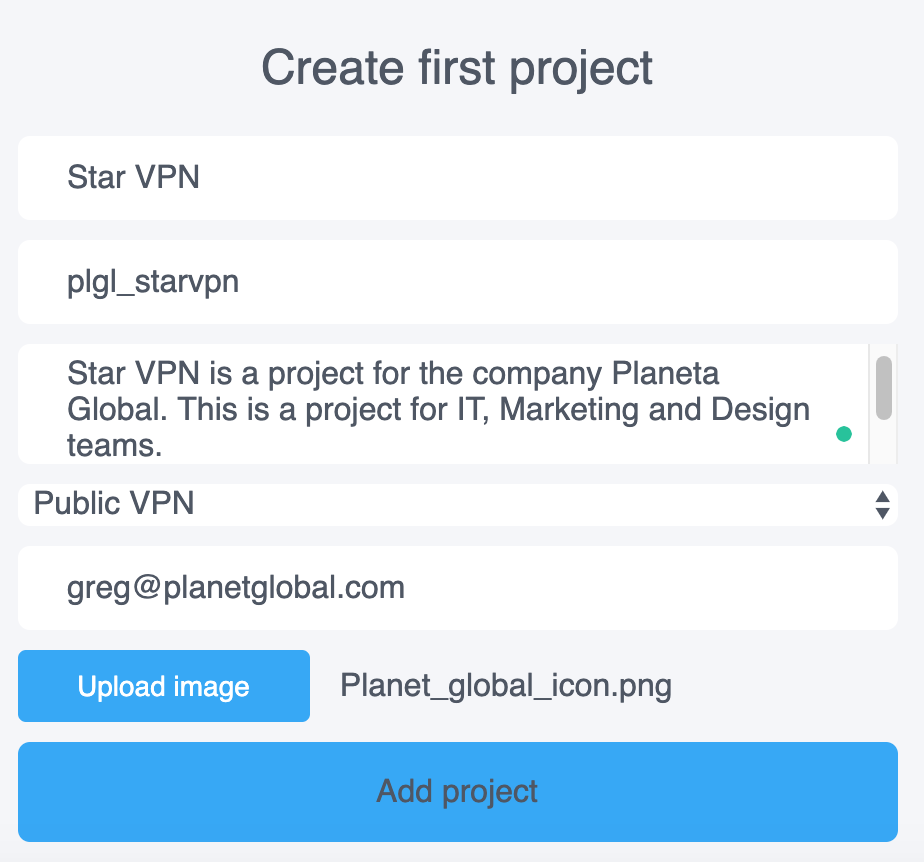 Create first project
Star VPN
plgl_starvpn
Star VPN is a project for the company Planeta
Global. This is a project for IT, Marketing and Design
teams.
Public VPN
greg@planetglobal.com
Upload image
Planet_global_icon.png
Add project